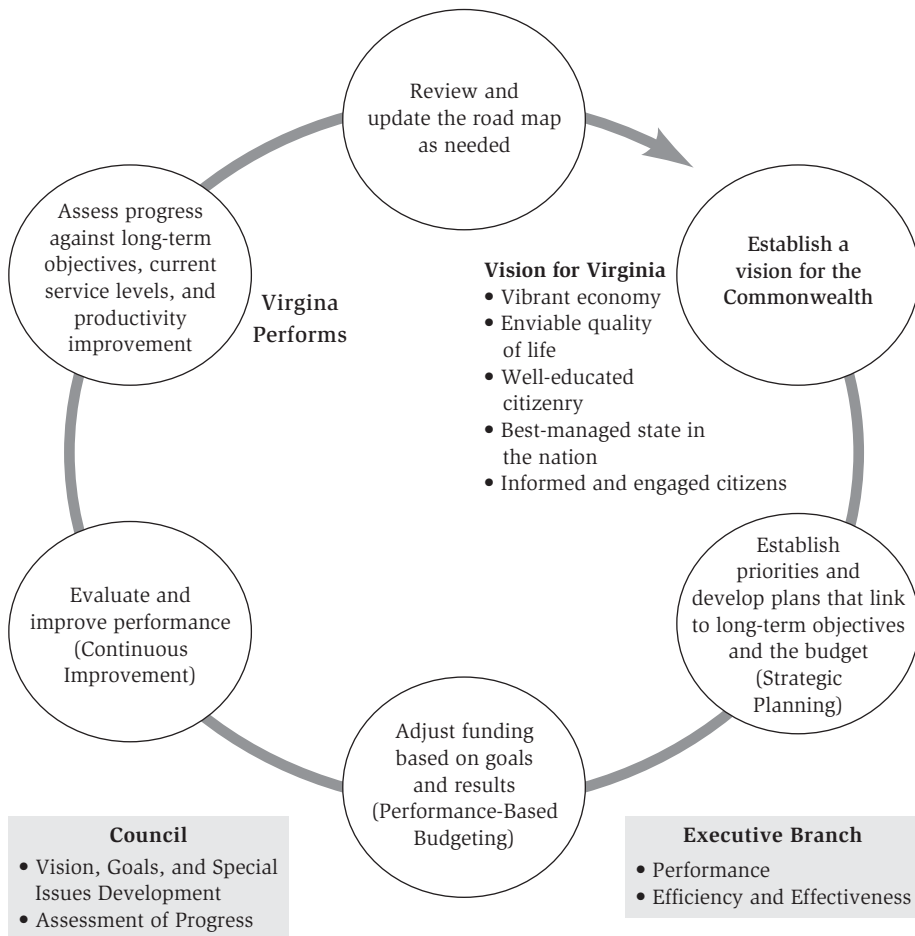 Review and
update the road map
as needed
Establish a
vision for the
Commonwealth
Vision for Virginia
• Vibrant economy
• Enviable quality
of life
• Well-educated
citizenry
• Best-managed state in
the nation
• Informed and engaged citizens
Establish
priorities and
develop plans that link
to long-term objectives
and the budget
(Strategic
Planning)
Adjust funding
based on goals
and results
(Performance-Based
Budgeting)
Evaluate and
improve performance
(Continuous
Improvement)
Assess progress
against long-term
objectives, current
service levels, and
productivity
improvement
Virgina
Performs
Council
• Vision, Goals, and Special
Issues Development
• Assessment of Progress
Executive Branch
• Performance
• Efficiency and Effectiveness